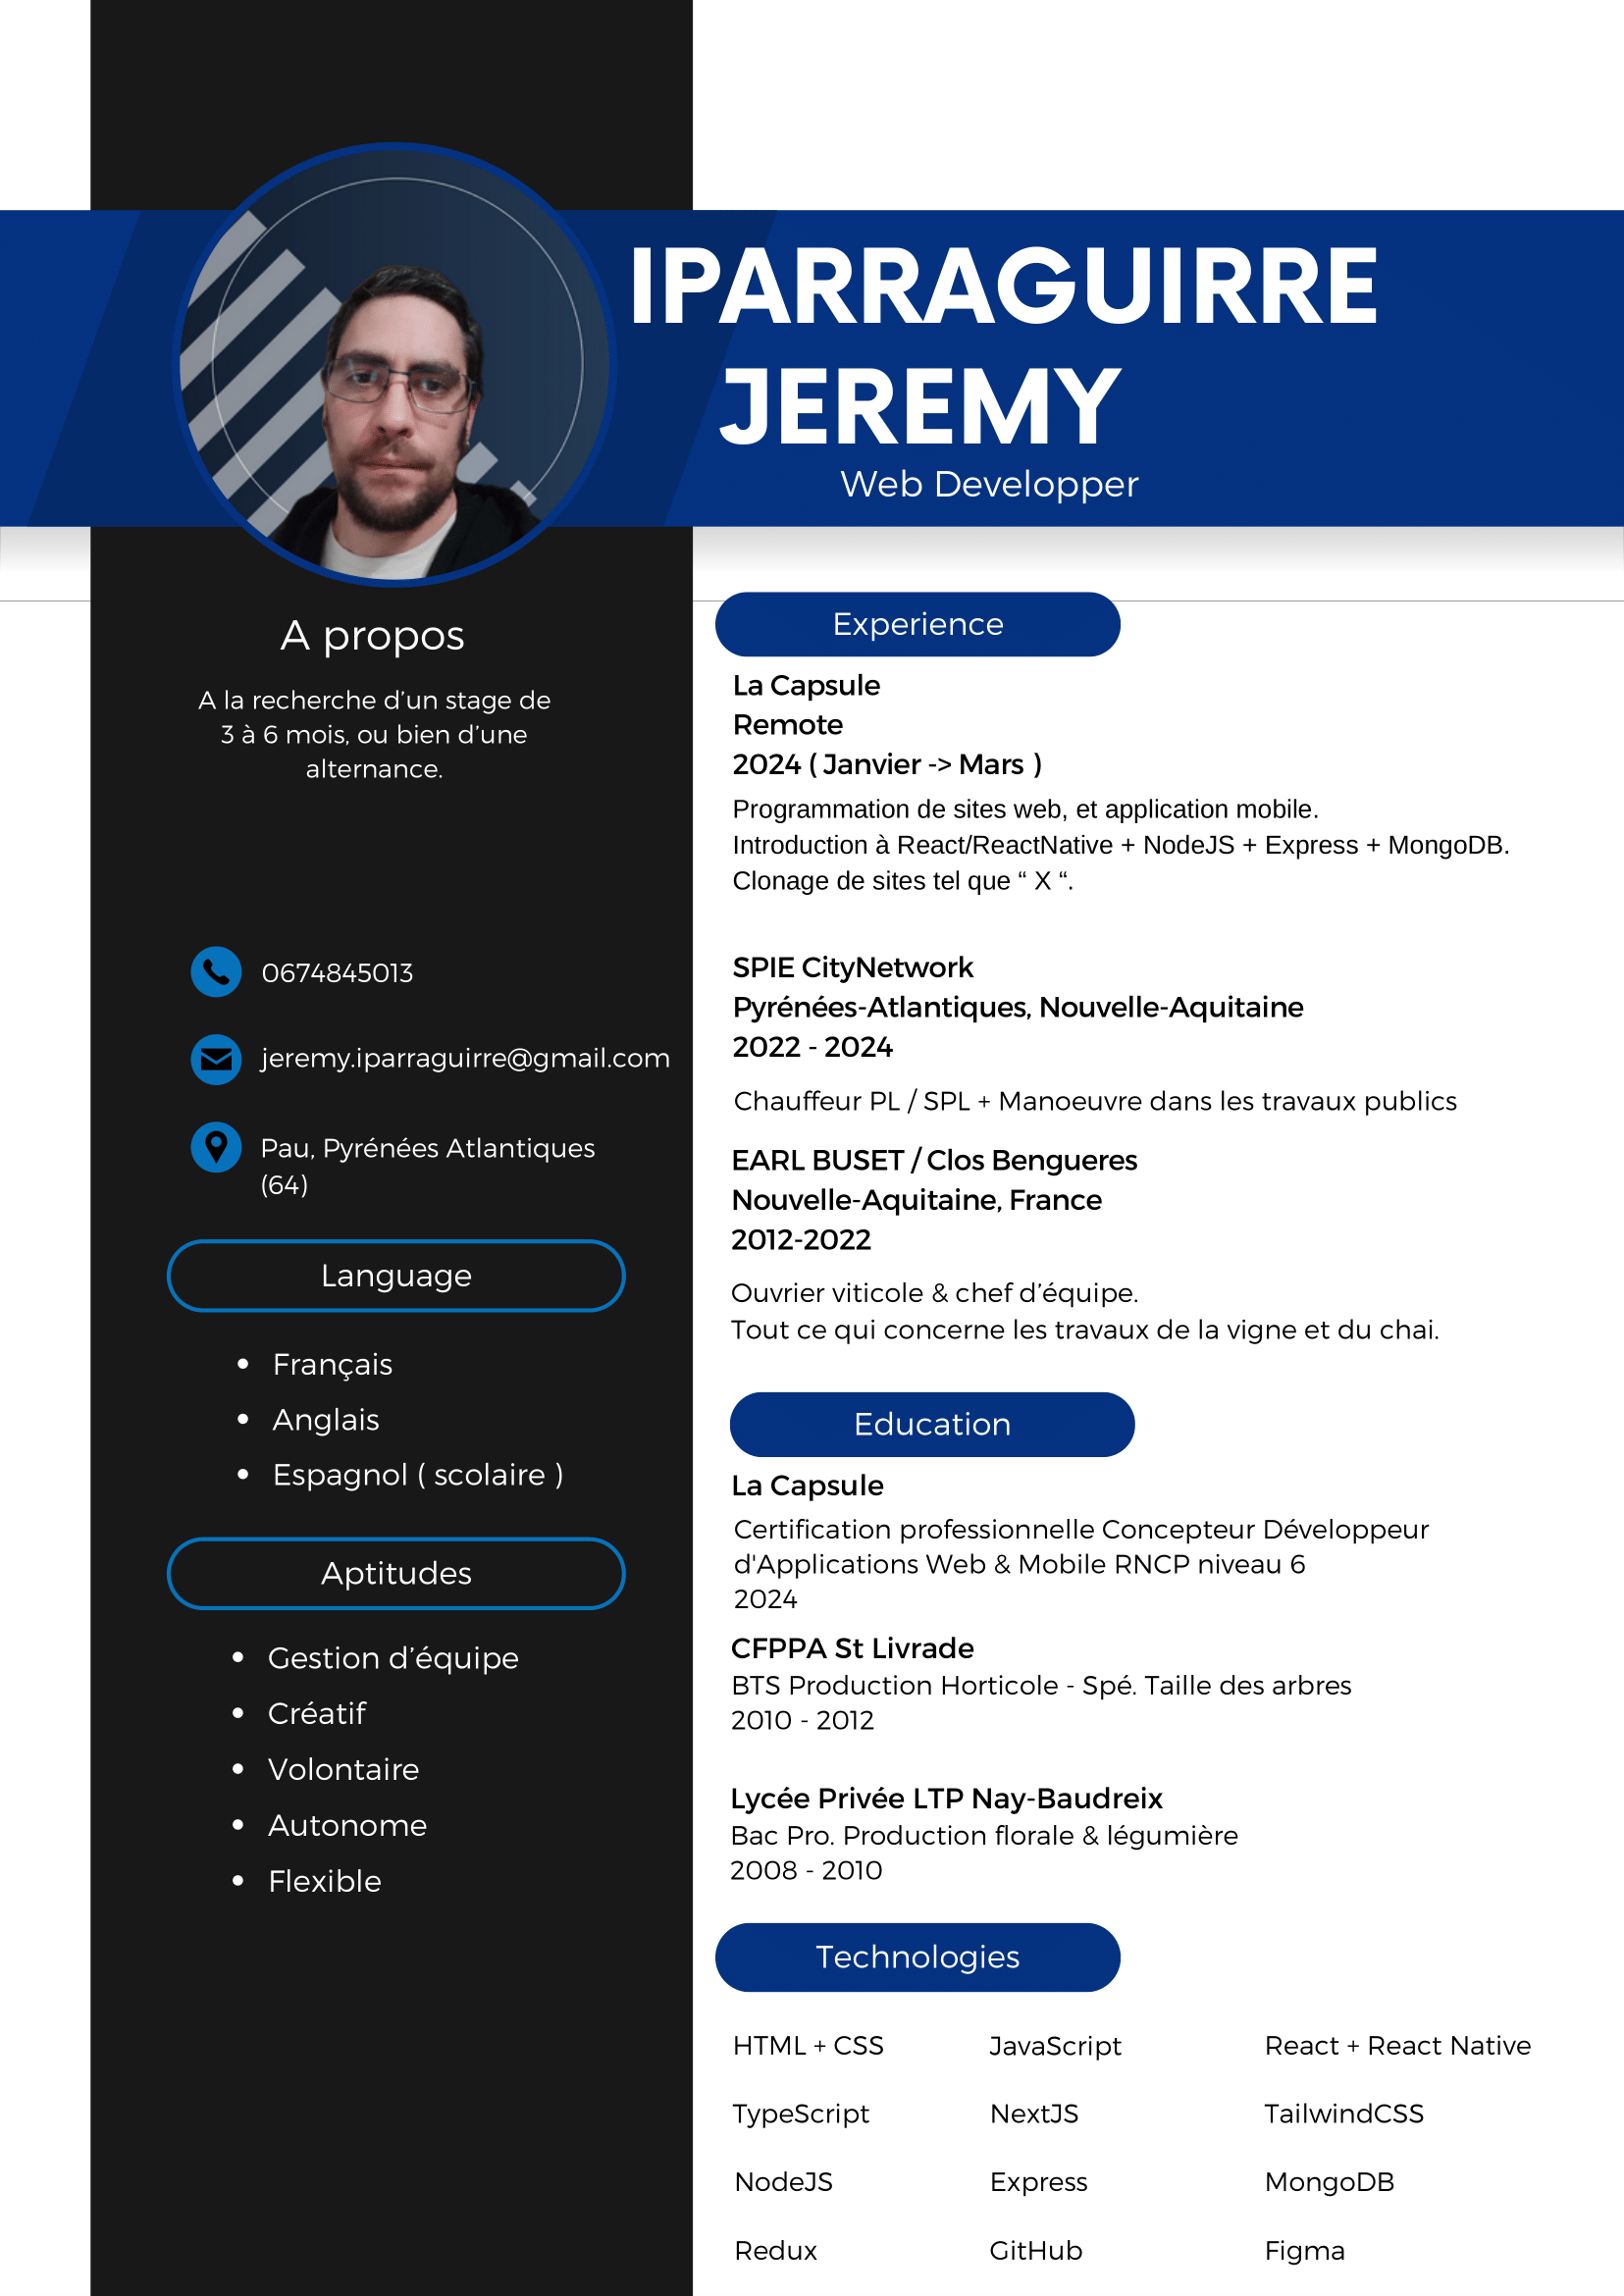 IPARRAGUIRRE
JEREMY
Web Developper
A propos
A la recherche d’un stage de
3 à 6 mois, ou bien d’une
alternance.
0674845013
jeremy.iparraguirre@gmail.com
Pau, Pyrénées Atlantiques
(64)
Language
• Français
• Anglais
• Espagnol ( scolaire )
Aptitudes
• Gestion d’équipe
• Créatif
• Volontaire
• Autonome
• Flexible
Experience
La Capsule
Remote
2024 ( Janvier -> Mars )
Programmation de sites web, et application mobile.
Introduction à React/ReactNative + NodeJS + Express + MongoDB.
Clonage de sites tel que “ X “.
SPIE CityNetwork
Pyrénées-Atlantiques, Nouvelle-Aquitaine
2022 - 2024
Chauffeur PL / SPL + Manoeuvre dans les travaux publics
EARL BUSET / Clos Bengueres
Nouvelle-Aquitaine, France
2012-2022
Ouvrier viticole & chef d’équipe.
Tout ce qui concerne les travaux de la vigne et du chai.
Education
La Capsule
Certification professionnelle Concepteur Développeur
d'Applications Web & Mobile RNCP niveau 6
2024
CFPPA St Livrade
BTS Production Horticole - Spé. Taille des arbres
2010 - 2012
Lycée Privée LTP Nay-Baudreix
Bac Pro. Production florale & légumière
2008 - 2010
Technologies
HTML + CSS JavaScript React + React Native
TypeScript NextJS TailwindCSS
NodeJS Express MongoDB
Redux GitHub Figma